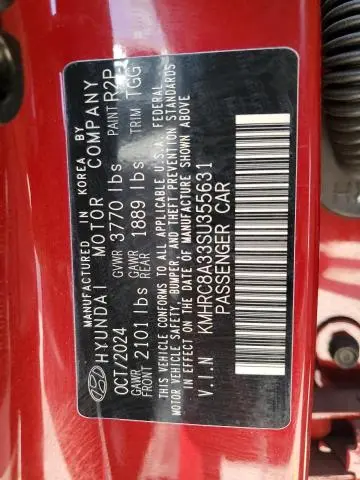 MANUFACTURED IN KOREA BY
HYUNDAI MOTOR COMPANY
OCT/2024 GVWR 3770 lbs PAINT R2P
GAWR FRONT 2101 lbs GAWR REAR 1889 lbs TRIM TGG
THIS VEHICLE CONFORMS TO ALL APPLICABLE U.S.A. FEDERAL
MOTOR VEHICLE SAFETY, BUMPER, AND THEFT PREVENTION STANDARDS
IN EFFECT ON THE DATE OF MANUFACTURE SHOWN ABOVE
V.I.N KMHRC8A33SU355631
PASSENGER CAR